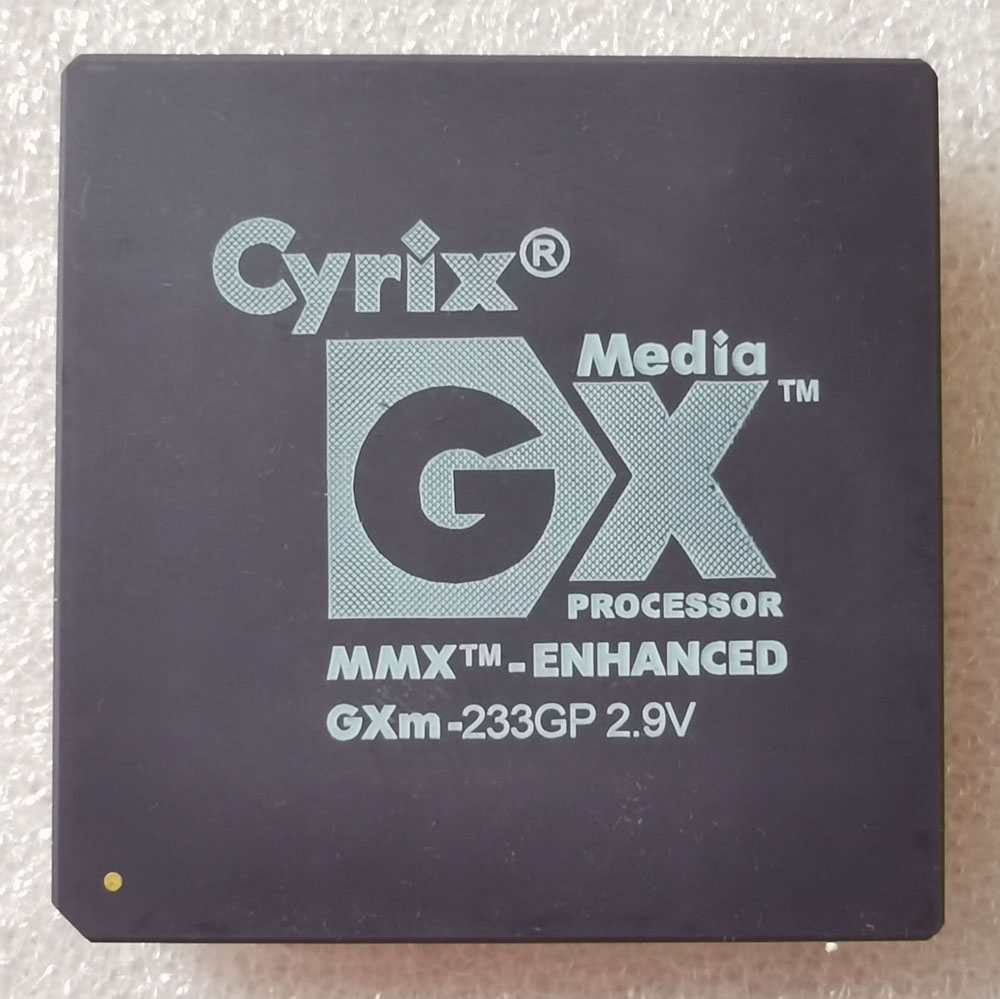 Cyrix®
Media
GX™
PROCESSOR
MMX™-ENHANCED
GXm-233GP 2.9V